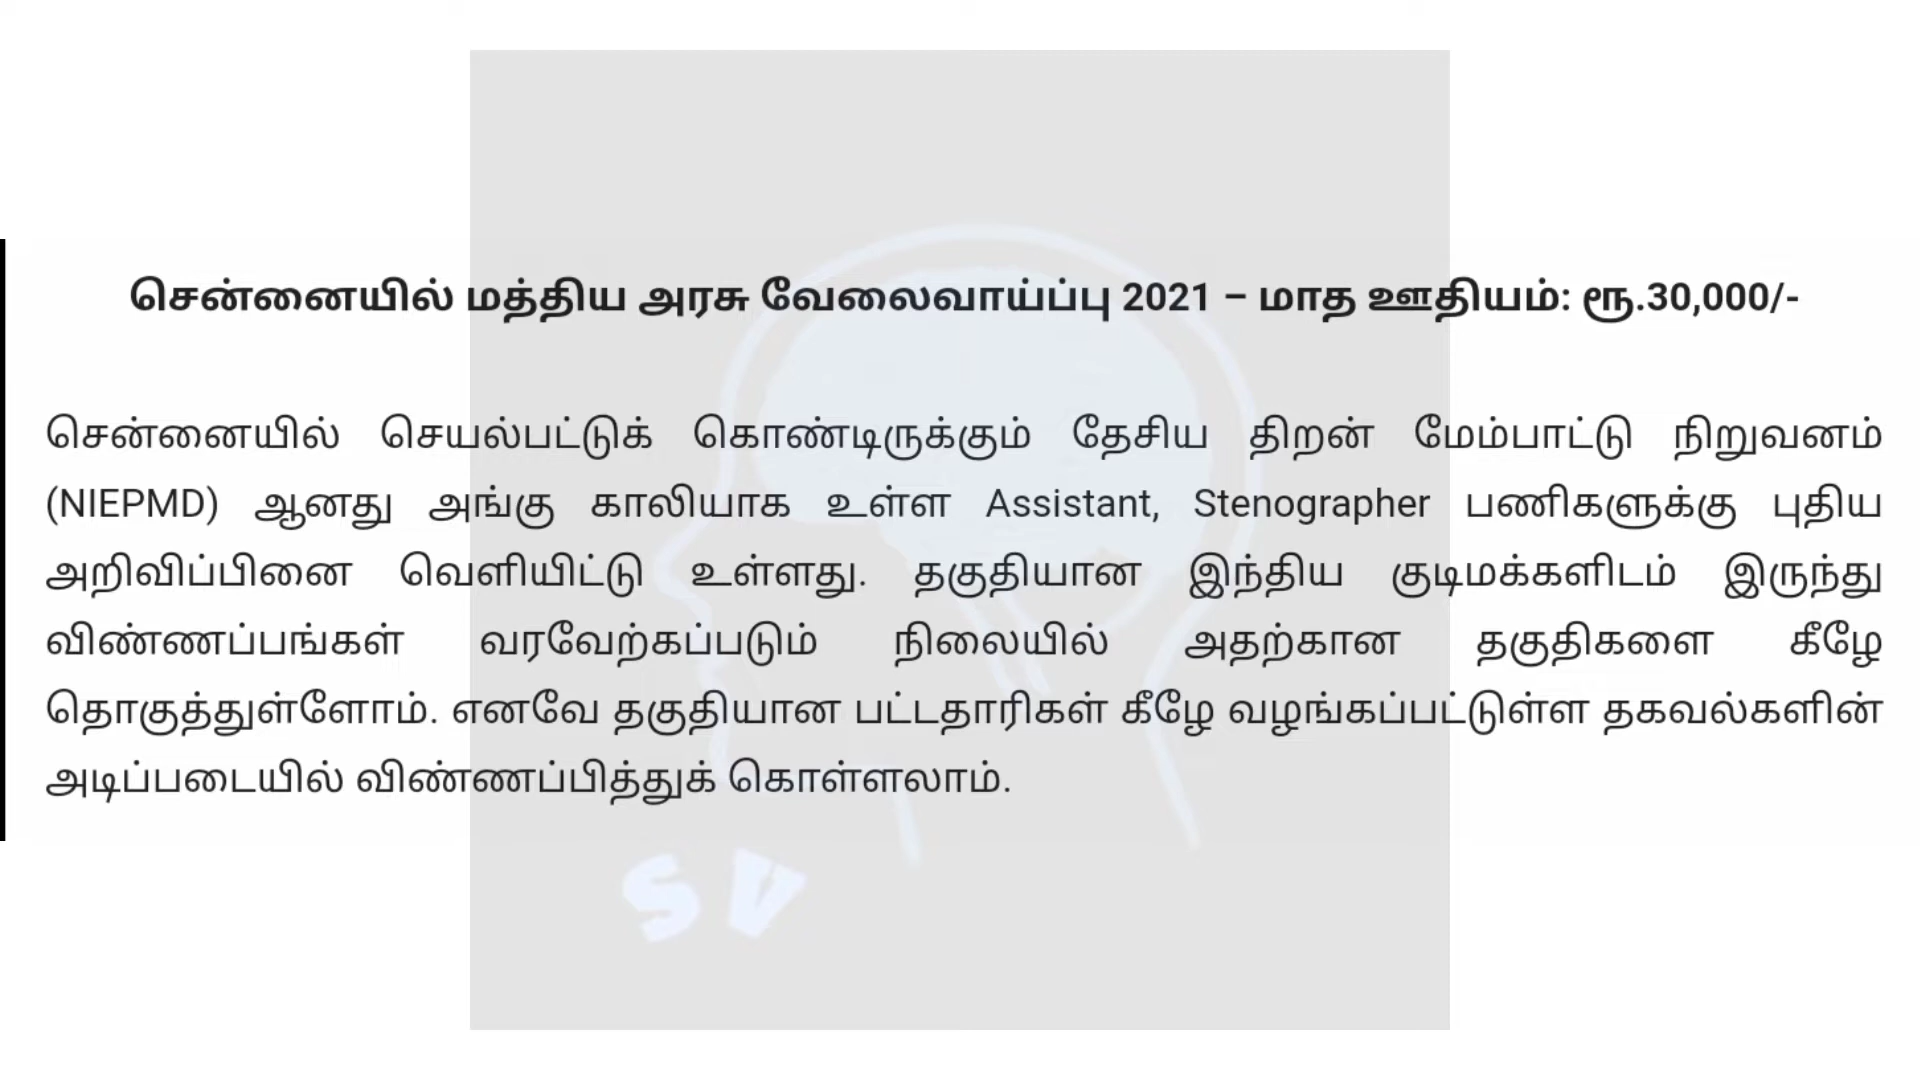 சென்னையில் மத்திய அரசு வேலைவாய்ப்பு 2021 – மாத ஊதியம்: ரூ.30,000/-
சென்னையில் செயல்பட்டுக் கொண்டிருக்கும் தேசிய திறன் மேம்பாட்டு நிறுவனம்
(NIEPMD) ஆனது அங்கு காலியாக உள்ள Assistant, Stenographer பணிகளுக்கு புதிய
அறிவிப்பினை வெளியிட்டு உள்ளது. தகுதியான இந்திய குடிமக்களிடம் இருந்து
விண்ணப்பங்கள் வரவேற்கப்படும் நிலையில் அதற்கான தகுதிகளை கீழே
தொகுத்துள்ளோம். எனவே தகுதியான பட்டதாரிகள் கீழே வழங்கப்பட்டுள்ள தகவல்களின்
அடிப்படையில் விண்ணப்பித்துக் கொள்ளலாம்.
SV